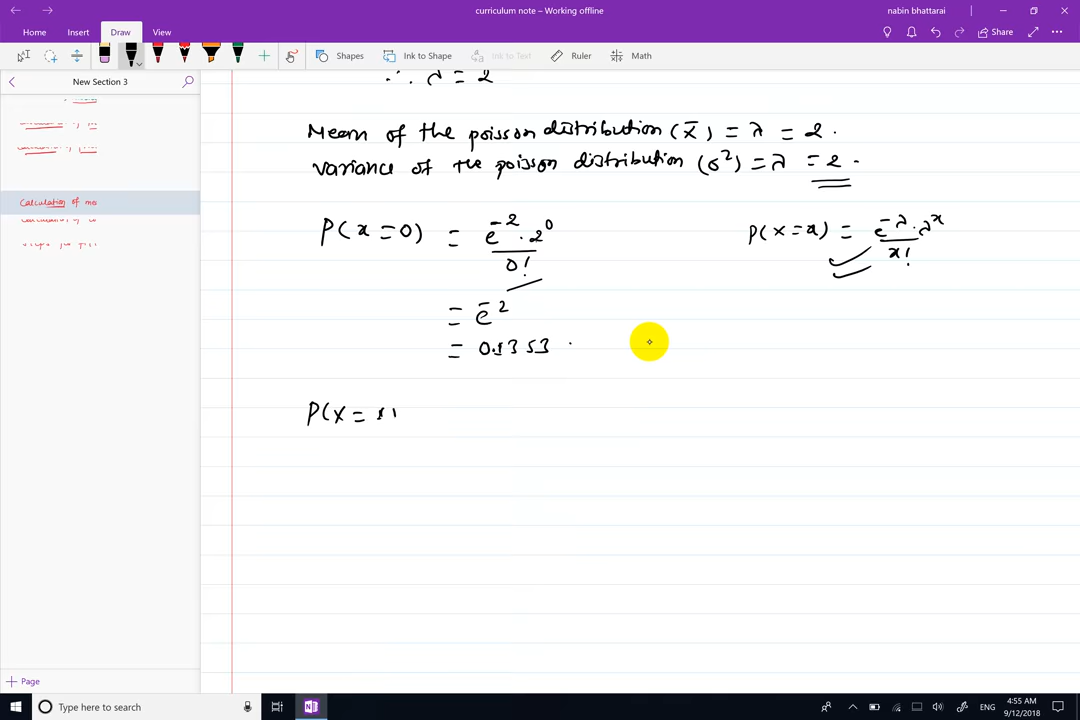 curriculum note – Working offline
nabin bhattarai
Home Insert Draw View
Share
Shapes Ink to Shape Ink to Text Ruler Math
New Section 3
Calculation of me
∴ λ = 2
Mean of the poisson distribution (x̄) = λ = 2.
Variance of the poisson distribution (σ²) = λ = 2.
P(x=0) = e⁻² · 2⁰ / 0!
P(x=x) = e^-λ · λ^x / x!
= e⁻²
= 0.1353
P(X =
+ Page
Type here to search
ENG
4:55 AM
9/12/2018